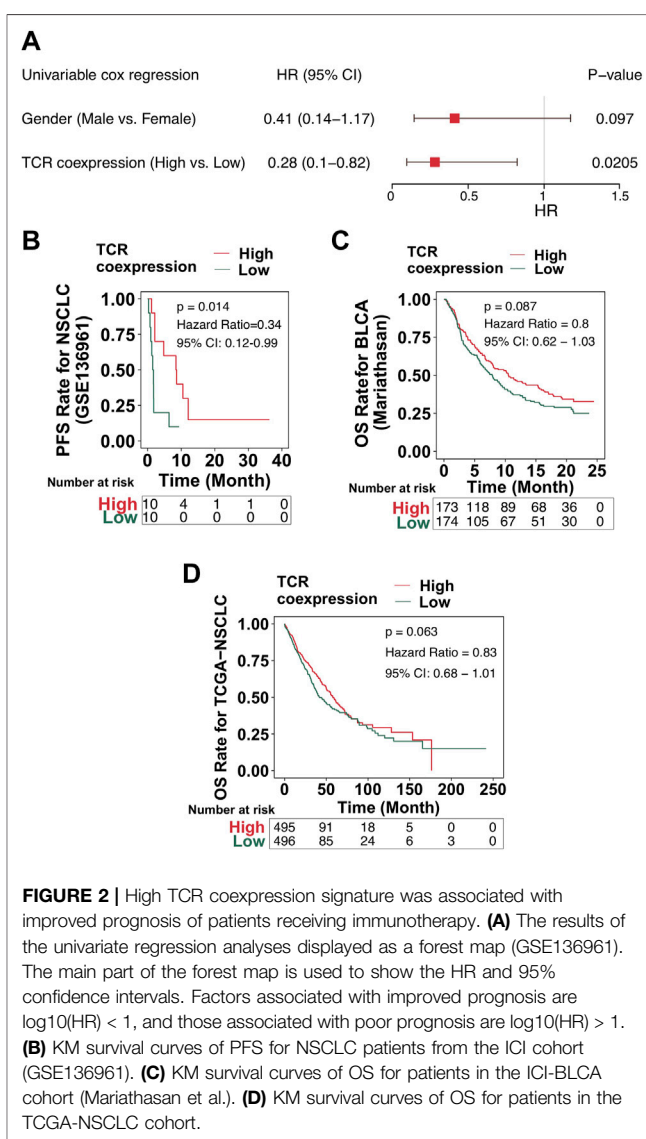 A
Univariable cox regression HR (95% CI) P−value
Gender (Male vs. Female) 0.41 (0.14−1.17) 0.097
TCR coexpression (High vs. Low) 0.28 (0.1−0.82) 0.0205
0 0.5 1 1.5
HR
B
TCR coexpression
High
Low
PFS Rate for NSCLC (GSE136961)
1.00
0.75
0.50
0.25
0.00
p = 0.014
Hazard Ratio=0.34
95% CI: 0.12-0.99
0 10 20 30 40
Time (Month)
Number at risk
High 10 4 1 1 0
Low 10 0 0 0 0
C
TCR coexpression
High
Low
OS Ratefor BLCA (Mariathasan)
1.00
0.75
0.50
0.25
0.00
p = 0.087
Hazard Ratio = 0.8
95% CI: 0.62 − 1.03
0 5 10 15 20 25
Time (Month)
Number at risk
High 173 118 89 68 36 0
Low 174 105 67 51 30 0
D
TCR coexpression
High
Low
OS Rate for TCGA−NSCLC
1.00
0.75
0.50
0.25
0.00
p = 0.063
Hazard Ratio = 0.83
95% CI: 0.68 − 1.01
0 50 100 150 200 250
Time (Month)
Number at risk
High 495 91 18 5 0 0
Low 496 85 24 6 3 0
FIGURE 2 | High TCR coexpression signature was associated with
improved prognosis of patients receiving immunotherapy. (A) The results of
the univariate regression analyses displayed as a forest map (GSE136961).
The main part of the forest map is used to show the HR and 95%
confidence intervals. Factors associated with improved prognosis are
log10(HR) < 1, and those associated with poor prognosis are log10(HR) > 1.
(B) KM survival curves of PFS for NSCLC patients from the ICI cohort
(GSE136961). (C) KM survival curves of OS for patients in the ICI-BLCA
cohort (Mariathasan et al.). (D) KM survival curves of OS for patients in the
TCGA-NSCLC cohort.